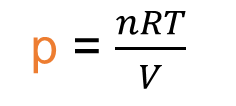 p = nRT / V